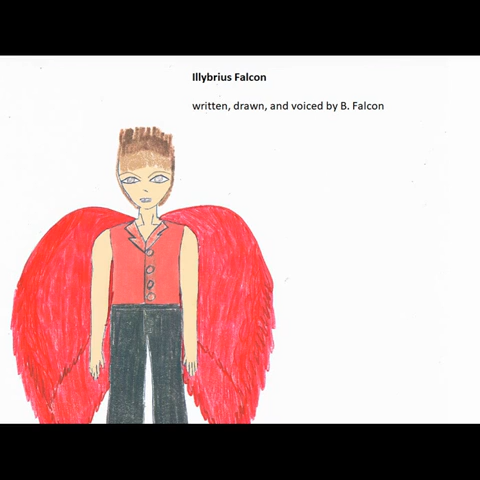 Illybrius Falcon
written, drawn, and voiced by B. Falcon